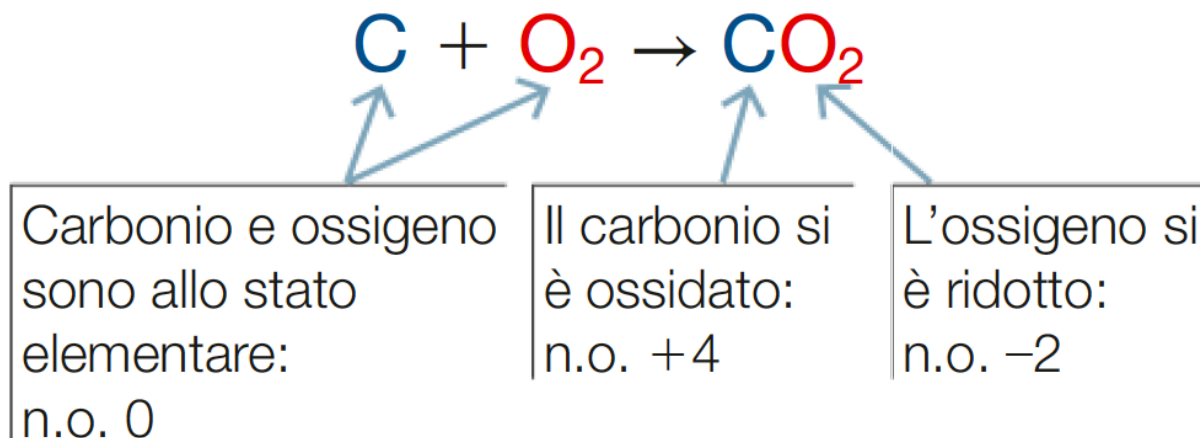 C + O₂ → CO₂
Carbonio e ossigeno
sono allo stato
elementare:
n.o. 0
Il carbonio si
è ossidato:
n.o. +4
L'ossigeno si
è ridotto:
n.o. –2